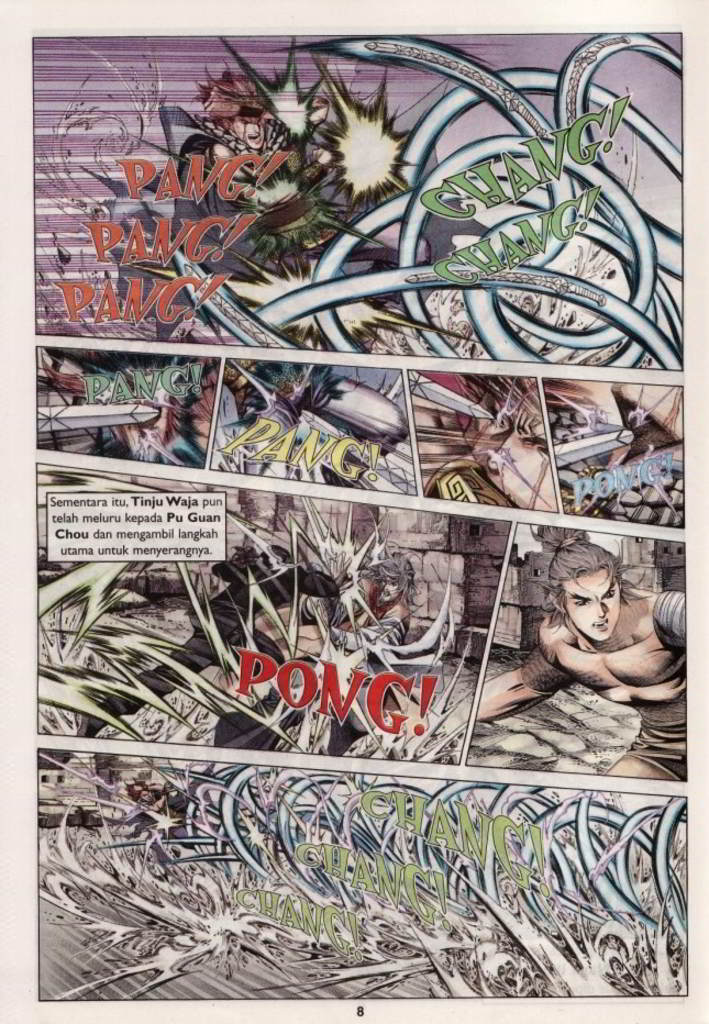 PANG!
PANG!
PANG!
CHANG!
CHANG!
PANG!
PANG!
PONG!
Sementara itu, Tinju Waja pun
telah meluru kepada Pu Guan
Chou dan mengambil langkah
utama untuk menyerangnya.
PONG!
CHANG!
CHANG!
CHANG!
8